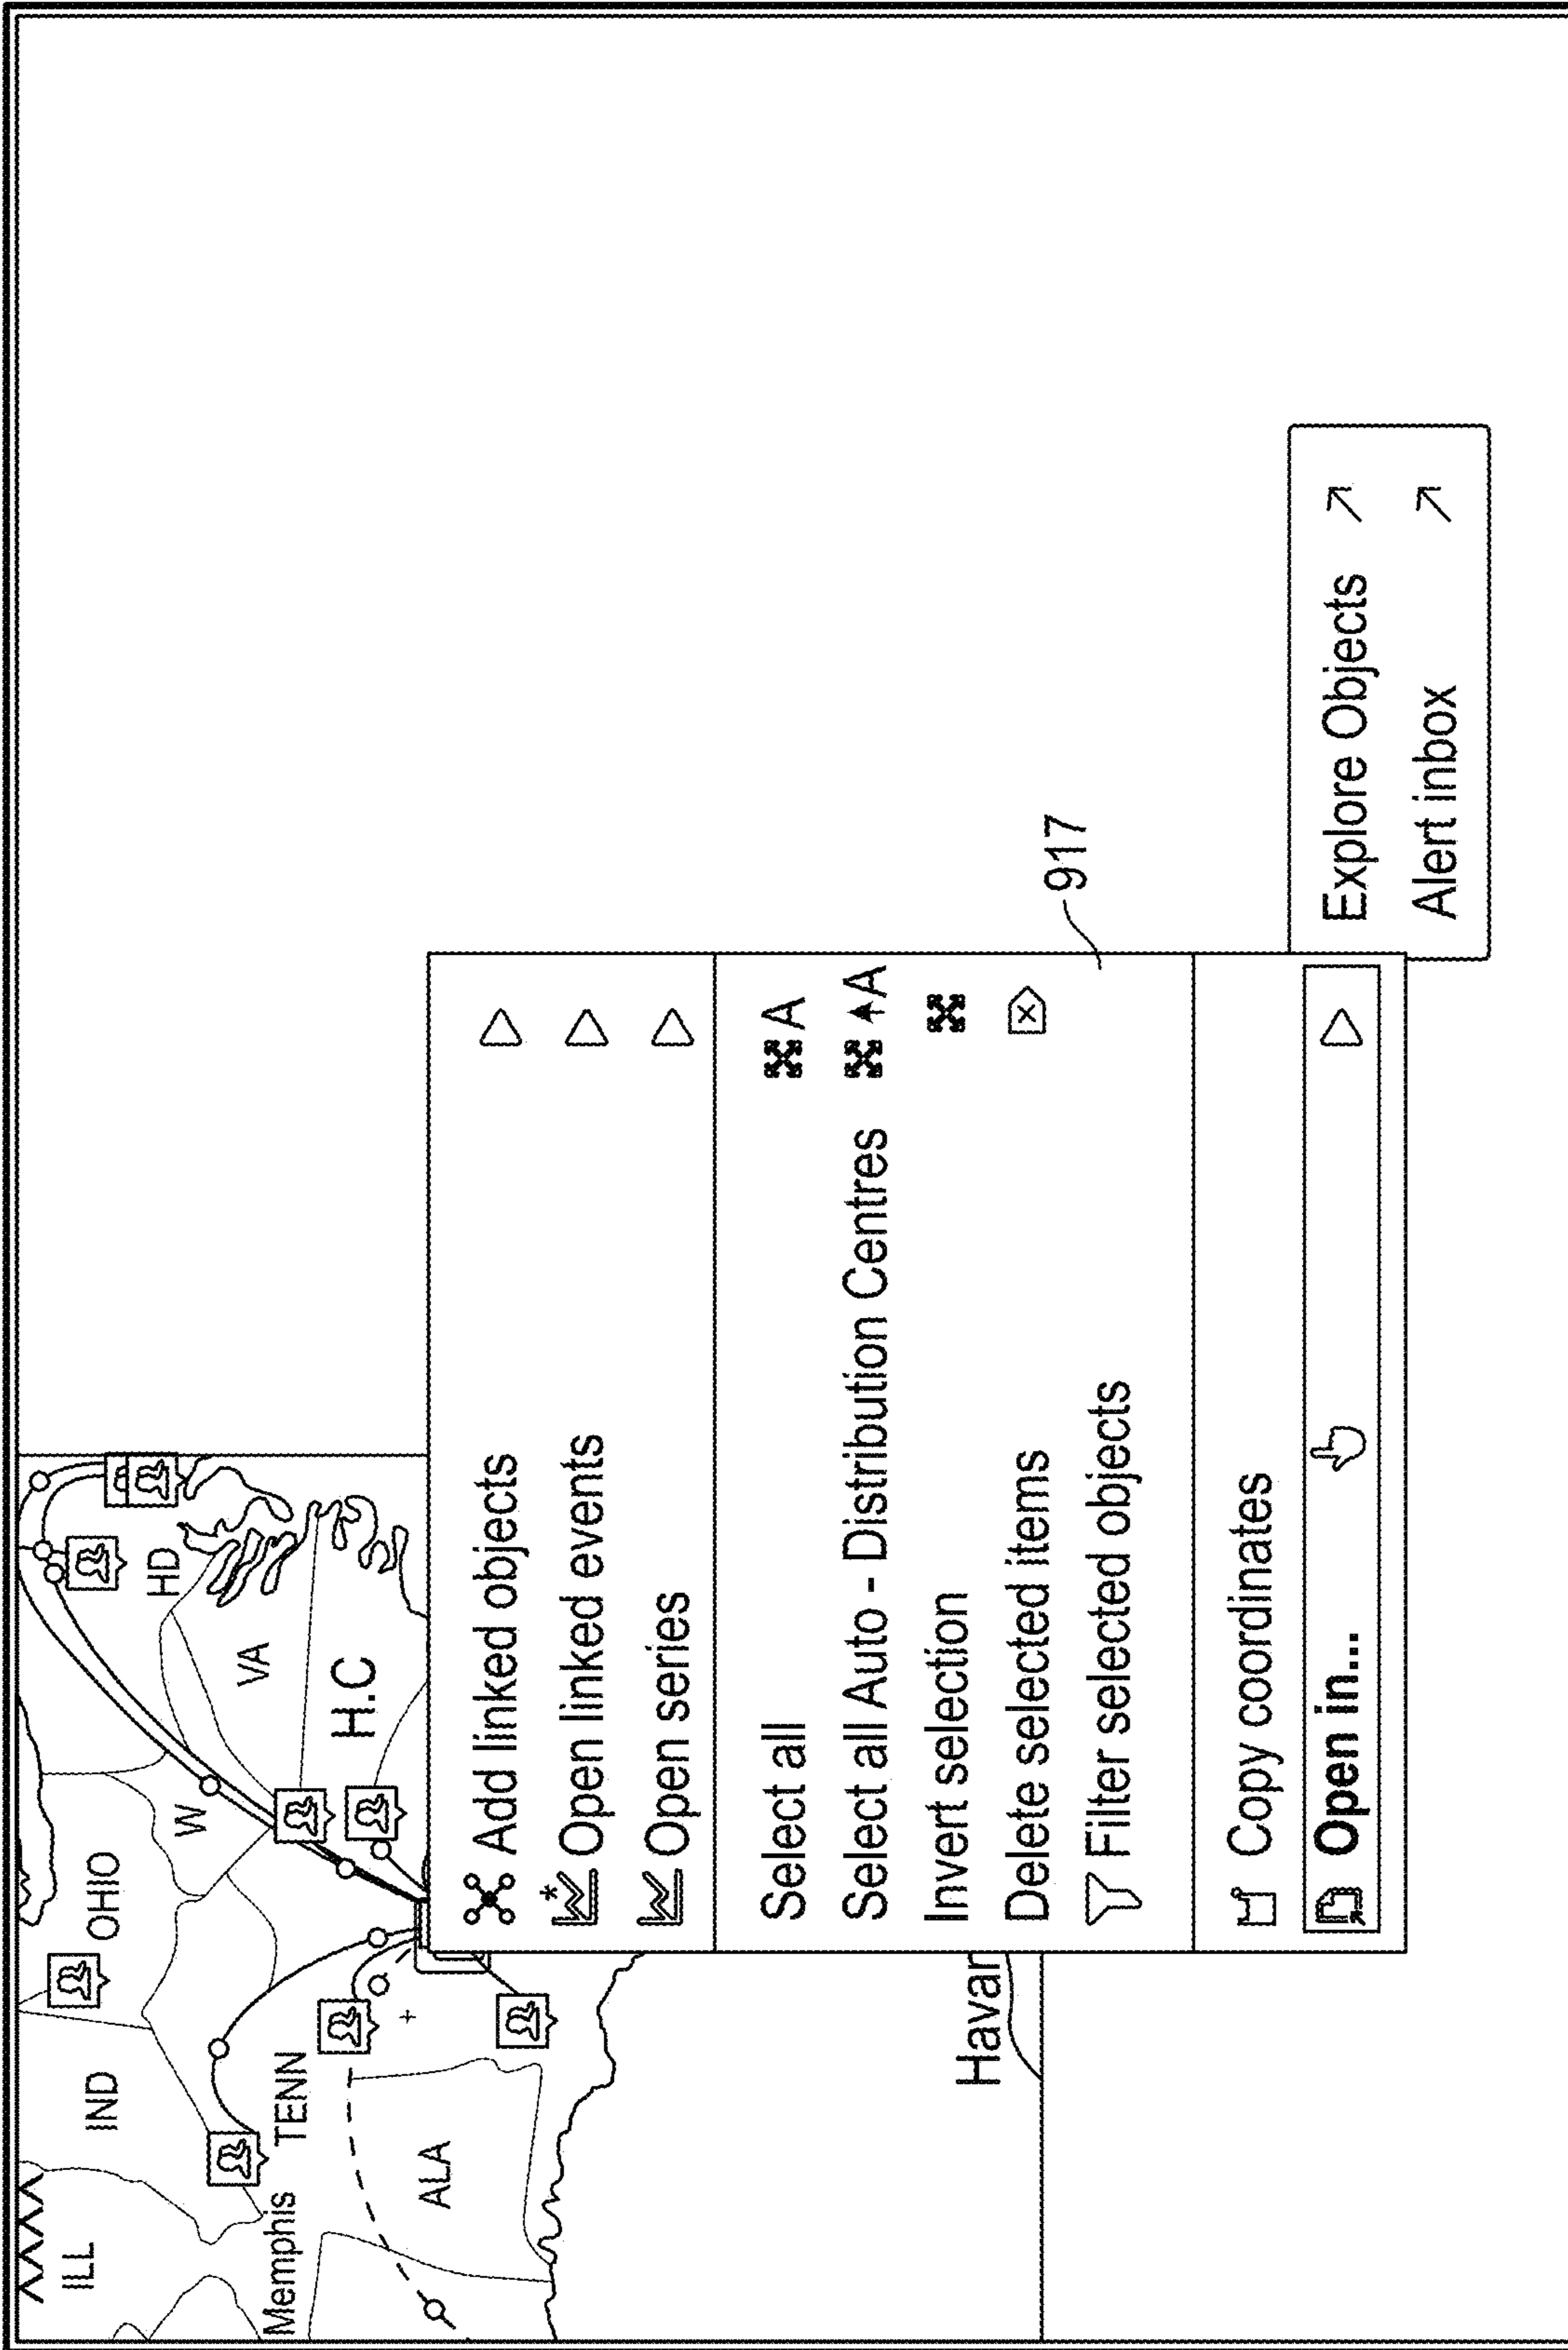 ILL
IND
OHIO
W
HD
VA
Memphis
TENN
H.C
ALA
Havar
Add linked objects
Open linked events
Open series
Select all A
Select all Auto - Distribution Centres A
Invert selection
Delete selected items
Filter selected objects
917
Copy coordinates
Open in...
Explore Objects
Alert inbox